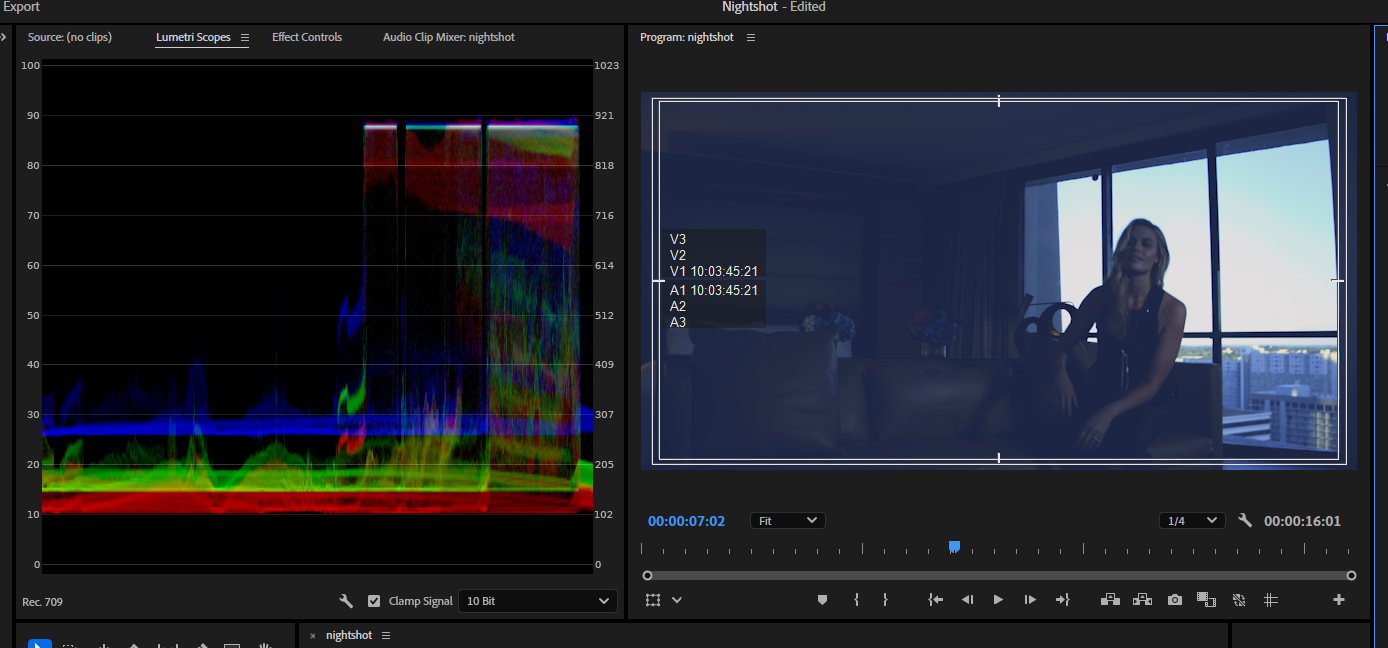 Export
Nightshot - Edited
Source: (no clips)
Lumetri Scopes
Effect Controls
Audio Clip Mixer: nightshot
Program: nightshot
100
1023
90
921
80
818
70
716
60
614
50
512
40
409
30
307
20
205
10
102
0
0
V3
V2
V1 10:03:45:21
A1 10:03:45:21
A2
A3
00:00:07:02
Fit
1/4
00:00:16:01
Rec. 709
Clamp Signal
10 Bit
nightshot